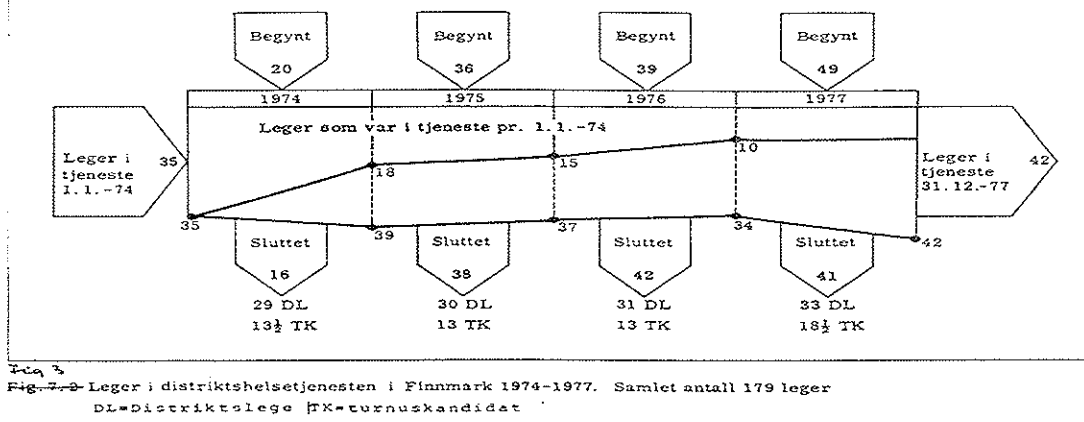 Begynt Begynt Begynt Begynt
20 36 39 49
1974 1975 1976 1977
Leger som var i tjeneste pr. 1.1.-74
Leger i tjeneste 1.1.-74 35
18 15 10
Leger i tjeneste 31.12.-77 42
35 39 37 34 42
Sluttet Sluttet Sluttet Sluttet
16 38 42 41
29 DL 30 DL 31 DL 33 DL
13½ TK 13 TK 13 TK 18½ TK
Fig 3
Fig. 7.2 Leger i distriktshelsetjenesten i Finnmark 1974-1977. Samlet antall 179 leger
DL=Distriktslege TK=turnuskandidat